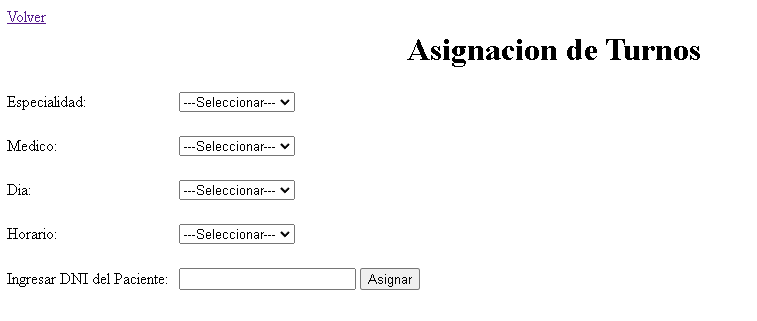 Volver
Asignacion de Turnos
Especialidad: ---Seleccionar---
Medico: ---Seleccionar---
Dia: ---Seleccionar---
Horario: ---Seleccionar---
Ingresar DNI del Paciente: Asignar